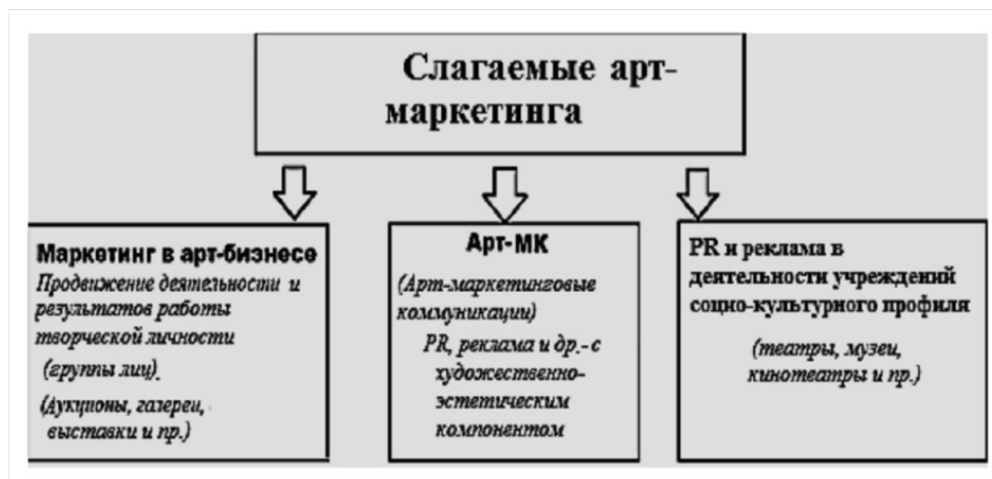 Слагаемые арт-
маркетинга
Маркетинг в арт-бизнесе
Продвижение деятельности и
результатов работы
творческой личности
(группы лиц).
(Аукционы, галереи,
выставки и пр.)
Арт-МК
(Арт-маркетинговые
коммуникации)
PR, реклама и др.- с
художественно-
эстетическим
компонентом
PR и реклама в
деятельности учреждений
социо-культурного профиля
(театры, музеи,
кинотеатры и пр.)